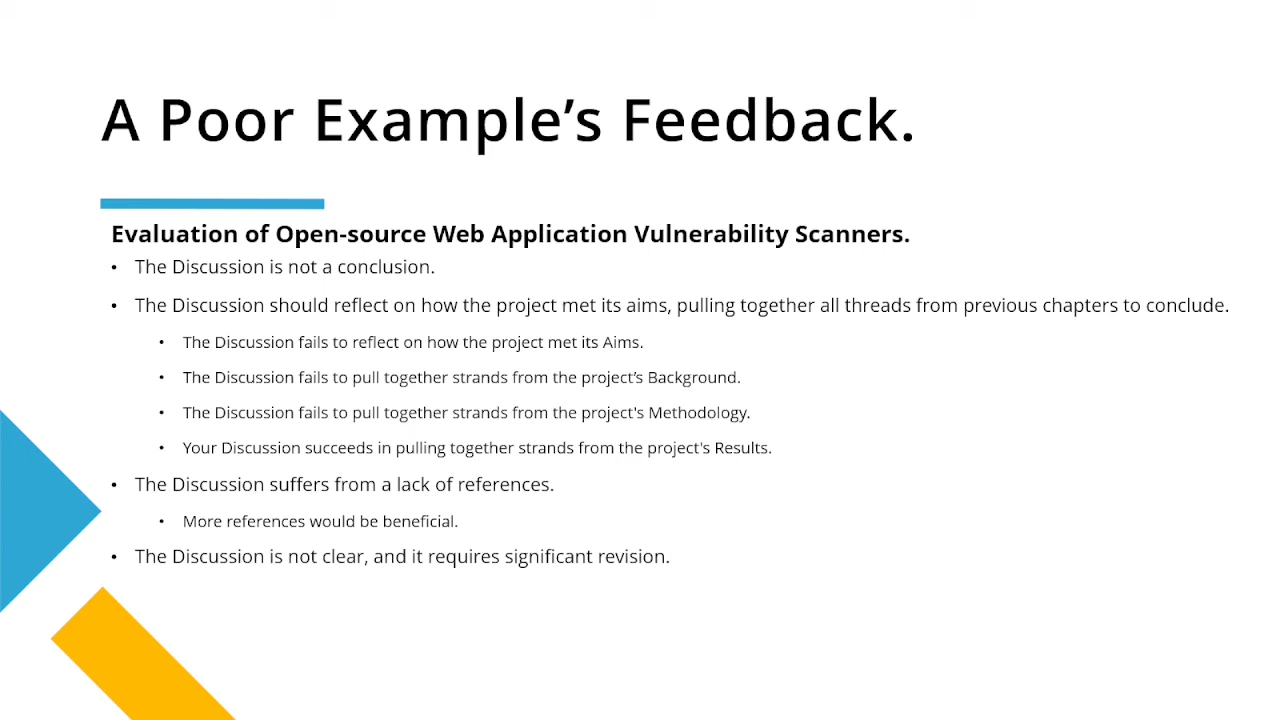 A Poor Example’s Feedback.
Evaluation of Open-source Web Application Vulnerability Scanners.
• The Discussion is not a conclusion.
• The Discussion should reflect on how the project met its aims, pulling together all threads from previous chapters to conclude.
• The Discussion fails to reflect on how the project met its Aims.
• The Discussion fails to pull together strands from the project’s Background.
• The Discussion fails to pull together strands from the project's Methodology.
• Your Discussion succeeds in pulling together strands from the project's Results.
• The Discussion suffers from a lack of references.
• More references would be beneficial.
• The Discussion is not clear, and it requires significant revision.